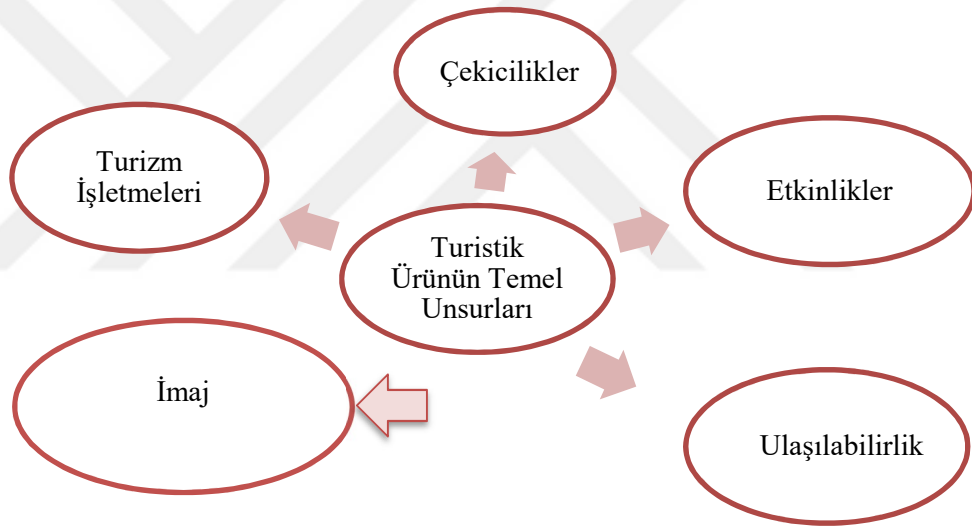 Çekicilikler
Turizm
İşletmeleri
Etkinlikler
Turistik
Ürünün Temel
Unsurları
İmaj
Ulaşılabilirlik